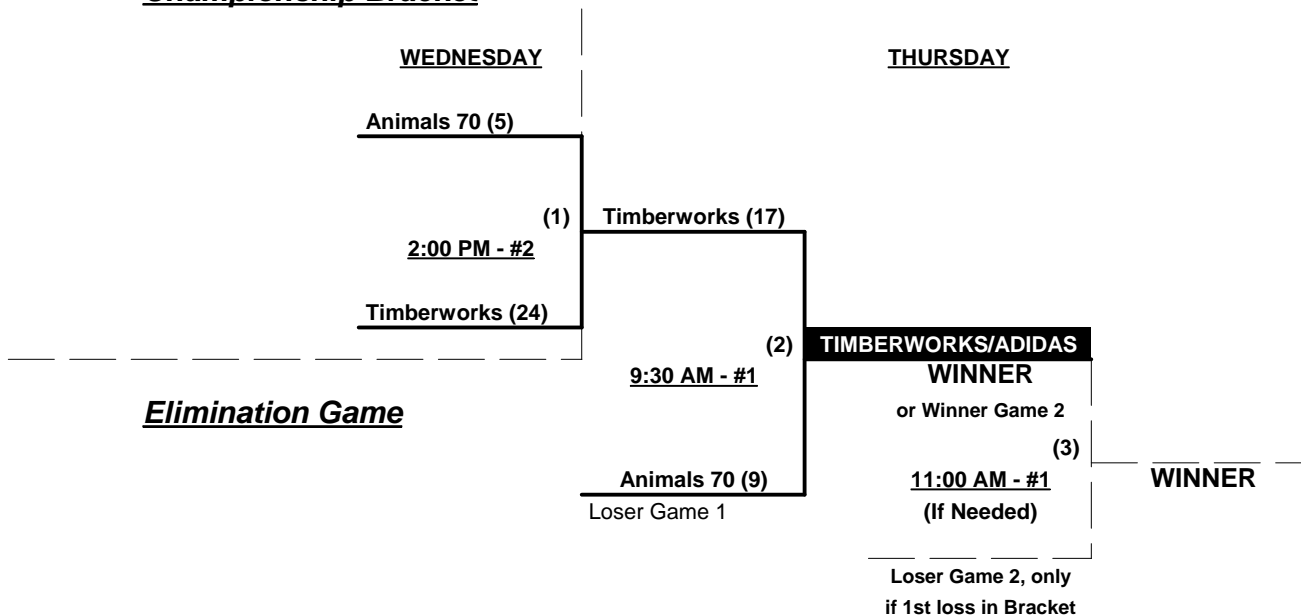 Championship Bracket
WEDNESDAY
THURSDAY
Animals 70 (5)
(1)
Timberworks (17)
2:00 PM - #2
Timberworks (24)
(2)
TIMBERWORKS/ADIDAS
9:30 AM - #1
WINNER
Elimination Game
or Winner Game 2
(3)
Animals 70 (9)
11:00 AM - #1
WINNER
Loser Game 1
(If Needed)
Loser Game 2, only
if 1st loss in Bracket